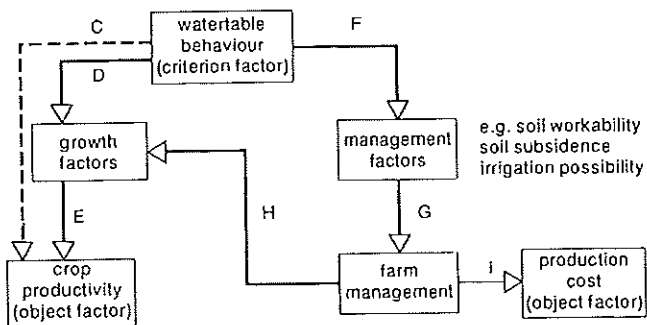 C
watertable
behaviour
(criterion factor)
F
D
growth
factors
management
factors
e.g. soil workability
soil subsidence
irrigation possibility
E
H
G
crop
productivity
(object factor)
farm
management
i
production
cost
(object factor)